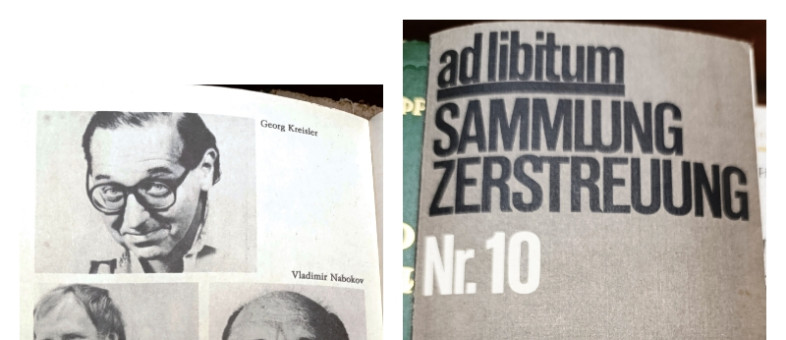 Georg Kreisler
Vladimir Nabokov
ad libitum
SAMMLUNG
ZERSTREUUNG
Nr. 10